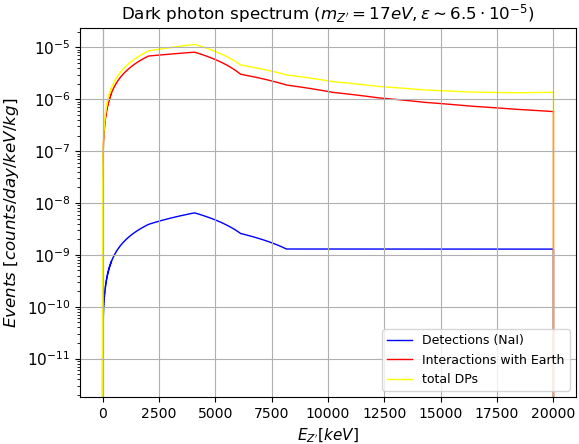 Dark photon spectrum (m_{Z'} = 17eV, ε ~ 6.5 · 10⁻⁵)
Events [counts/day/keV/kg]
10⁻⁵
10⁻⁶
10⁻⁷
10⁻⁸
10⁻⁹
10⁻¹⁰
10⁻¹¹
Detections (NaI)
Interactions with Earth
total DPs
0 2500 5000 7500 10000 12500 15000 17500 20000
E_{Z'}[keV]